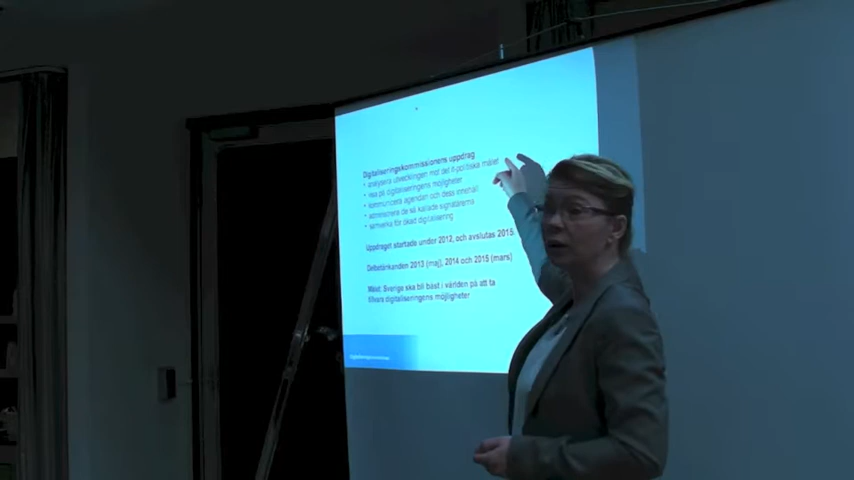 Digitaliseringskommissionens uppdrag
• analysera utvecklingen mot det it-politiska målet
• visa på digitaliseringens möjligheter
• kommunicera agendan och dess innehåll
• administrera de så kallade signatärerna
• samverka för ökad digitalisering
Uppdraget startade under 2012, och avslutas 2015.
Delbetänkanden 2013 (maj), 2014 och 2015 (mars)
Målet: Sverige ska bli bäst i världen på att ta
tillvara digitaliseringens möjligheter
Digitaliseringskommissionen